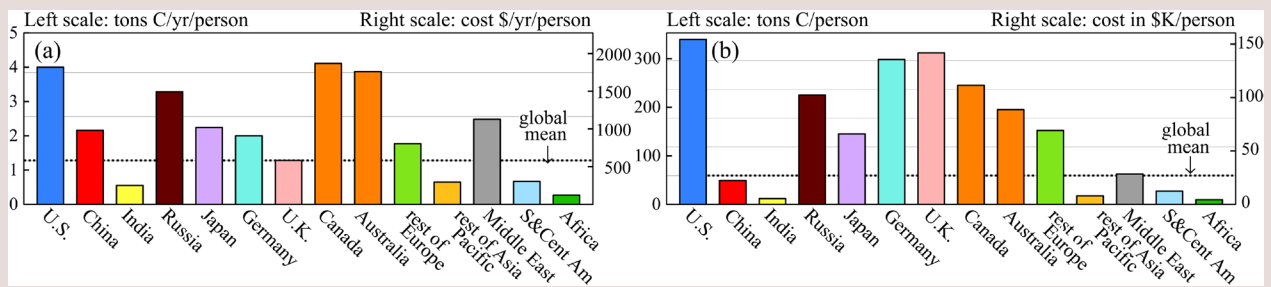 Left scale: tons C/yr/person
Right scale: cost $/yr/person
(a)
5
4
3
2
1
0
2000
1500
1000
500
global
mean
U.S.
China
India
Russia
Japan
Germany
U.K.
Canada
Australia
rest of
Europe
rest of Asia
Pacific
Middle East
S&Cent Am
Africa
Left scale: tons C/person
Right scale: cost in $K/person
(b)
300
200
100
0
150
100
50
0
global
mean
U.S.
China
India
Russia
Japan
Germany
U.K.
Canada
Australia
rest of
Europe
rest of Asia
Pacific
Middle East
S&Cent Am
Africa